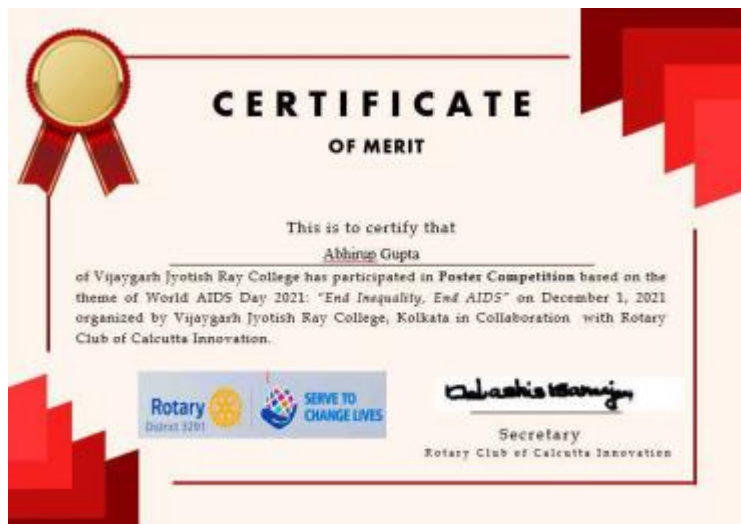 CERTIFICATE
OF MERIT
This is to certify that
Abhirup Gupta
of Vijaygarh Jyotish Ray College has participated in Poster Competition based on the
theme of World AIDS Day 2021: "End Inequality, End AIDS" on December 1, 2021
organized by Vijaygarh Jyotish Ray College, Kolkata in Collaboration with Rotary
Club of Calcutta Innovation.
Rotary
District 3291
SERVE TO
CHANGE LIVES
Secretary
Rotary Club of Calcutta Innovation